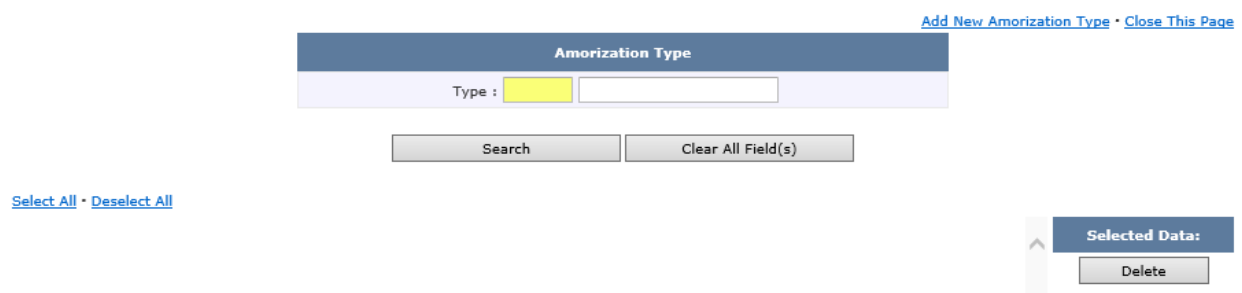 Add New Amorization Type · Close This Page
Amorization Type
Type :
Search Clear All Field(s)
Select All · Deselect All
Selected Data:
Delete